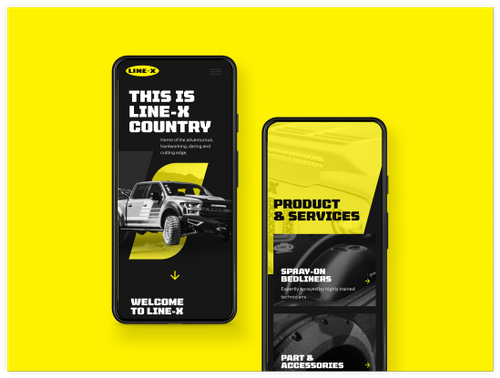 LINE-X
THIS IS
LINE-X
COUNTRY
Home of the adventurous,
hardworking, daring and
cutting edge.
WELCOME
TO LINE-X
PRODUCT
& SERVICES
SPRAY-ON
BEDLINERS
Expertly sprayed by highly trained
technicians
PART &
ACCESSORIES